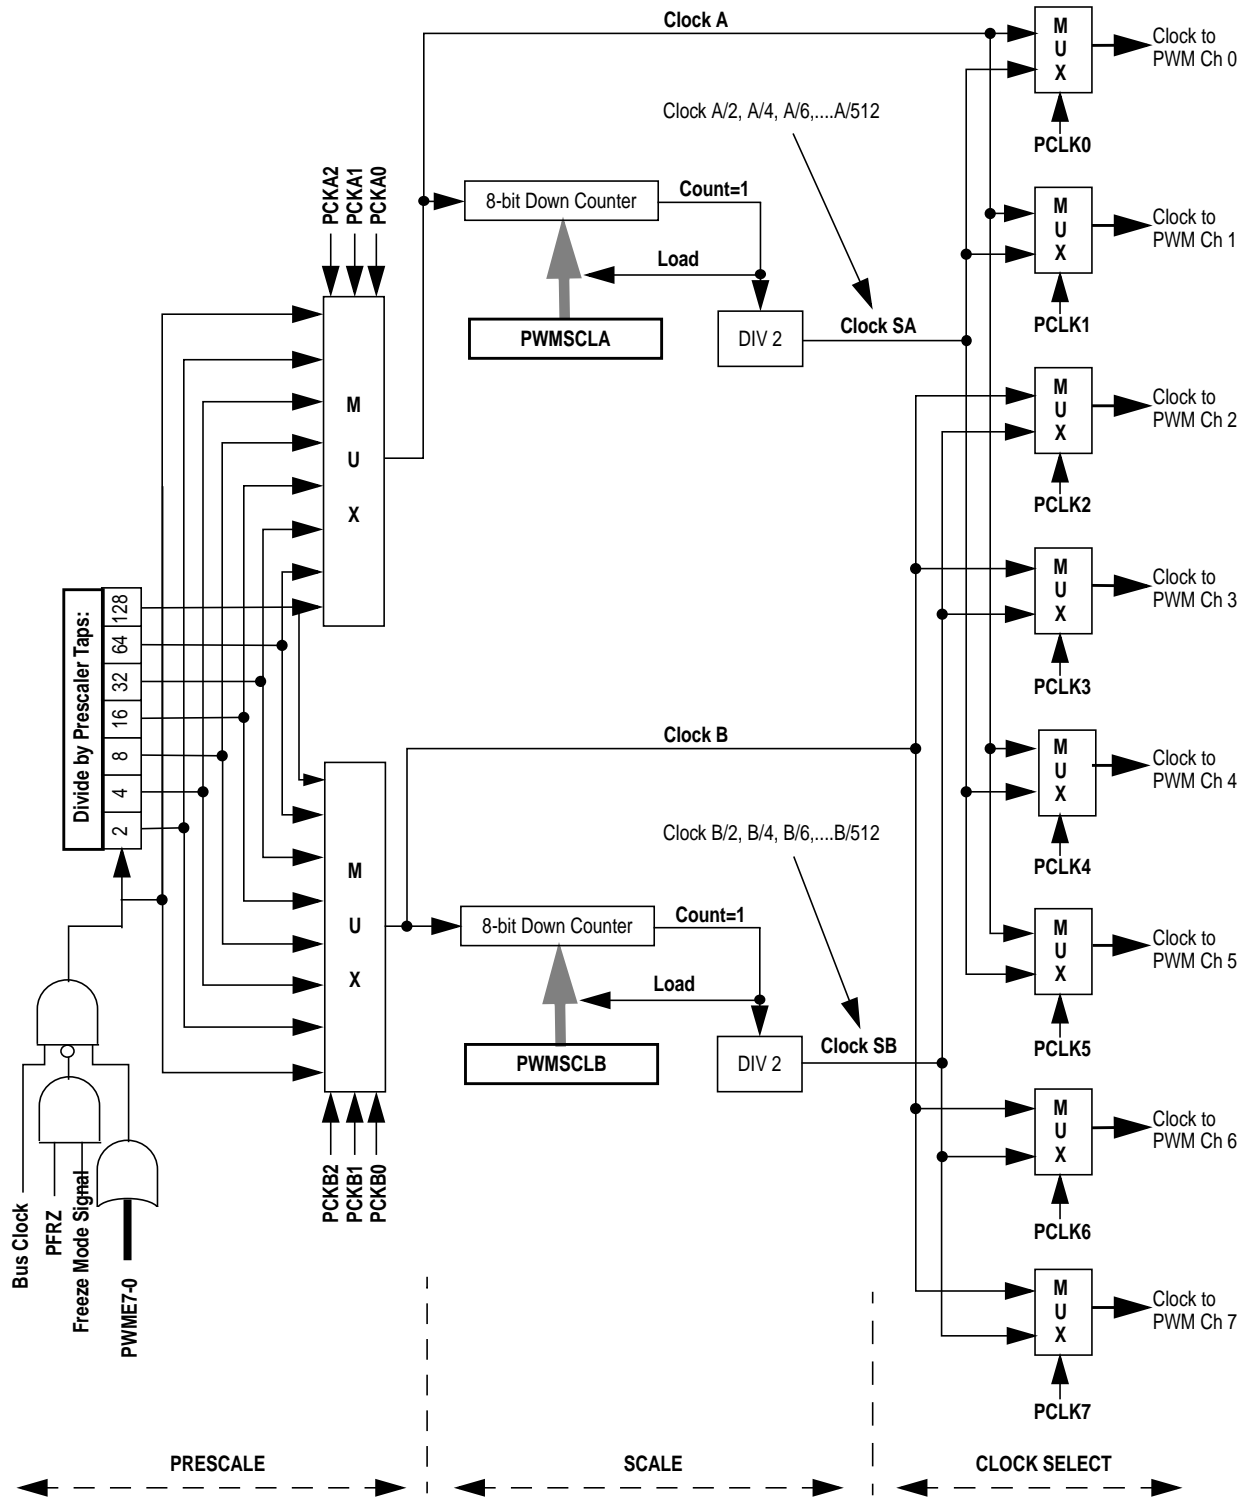 Clock A
M
U
X
Clock to
PWM Ch 0
PCLK0
Clock A/2, A/4, A/6,....A/512
PCKA2
PCKA1
PCKA0
8-bit Down Counter
Count=1
Load
PWMSCLA
DIV 2
Clock SA
M
U
X
Clock to
PWM Ch 1
PCLK1
M
U
X
M
U
X
Clock to
PWM Ch 2
PCLK2
M
U
X
Clock to
PWM Ch 3
PCLK3
Divide by Prescaler Taps:
128
64
32
16
8
4
2
Clock B
M
U
X
Clock to
PWM Ch 4
PCLK4
Clock B/2, B/4, B/6,....B/512
M
U
X
8-bit Down Counter
Count=1
Load
PWMSCLB
DIV 2
Clock SB
M
U
X
Clock to
PWM Ch 5
PCLK5
PCKB2
PCKB1
PCKB0
M
U
X
Clock to
PWM Ch 6
PCLK6
Bus Clock
PFRZ
Freeze Mode Signal
PWME7-0
M
U
X
Clock to
PWM Ch 7
PCLK7
PRESCALE
SCALE
CLOCK SELECT